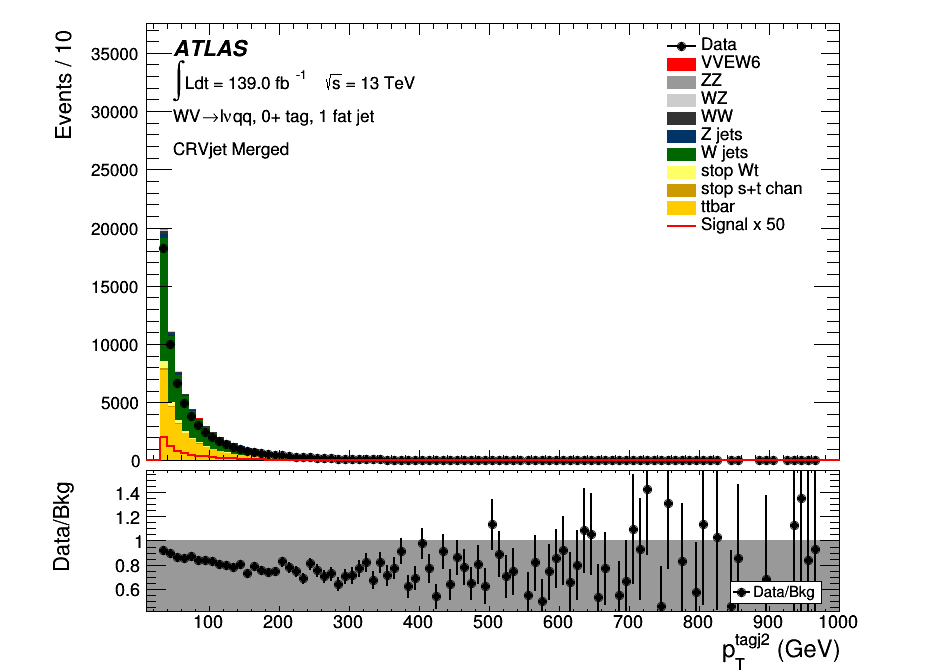 Events / 10
35000
30000
25000
20000
15000
10000
5000
0
ATLAS
∫Ldt = 139.0 fb⁻¹ √s = 13 TeV
WV→lνqq, 0+ tag, 1 fat jet
CRVjet Merged
Data
VVEW6
ZZ
WZ
WW
Z jets
W jets
stop Wt
stop s+t chan
ttbar
Signal x 50
Data/Bkg
1.4
1.2
1
0.8
0.6
Data/Bkg
100 200 300 400 500 600 700 800 900 1000
p_T^tagj2 (GeV)